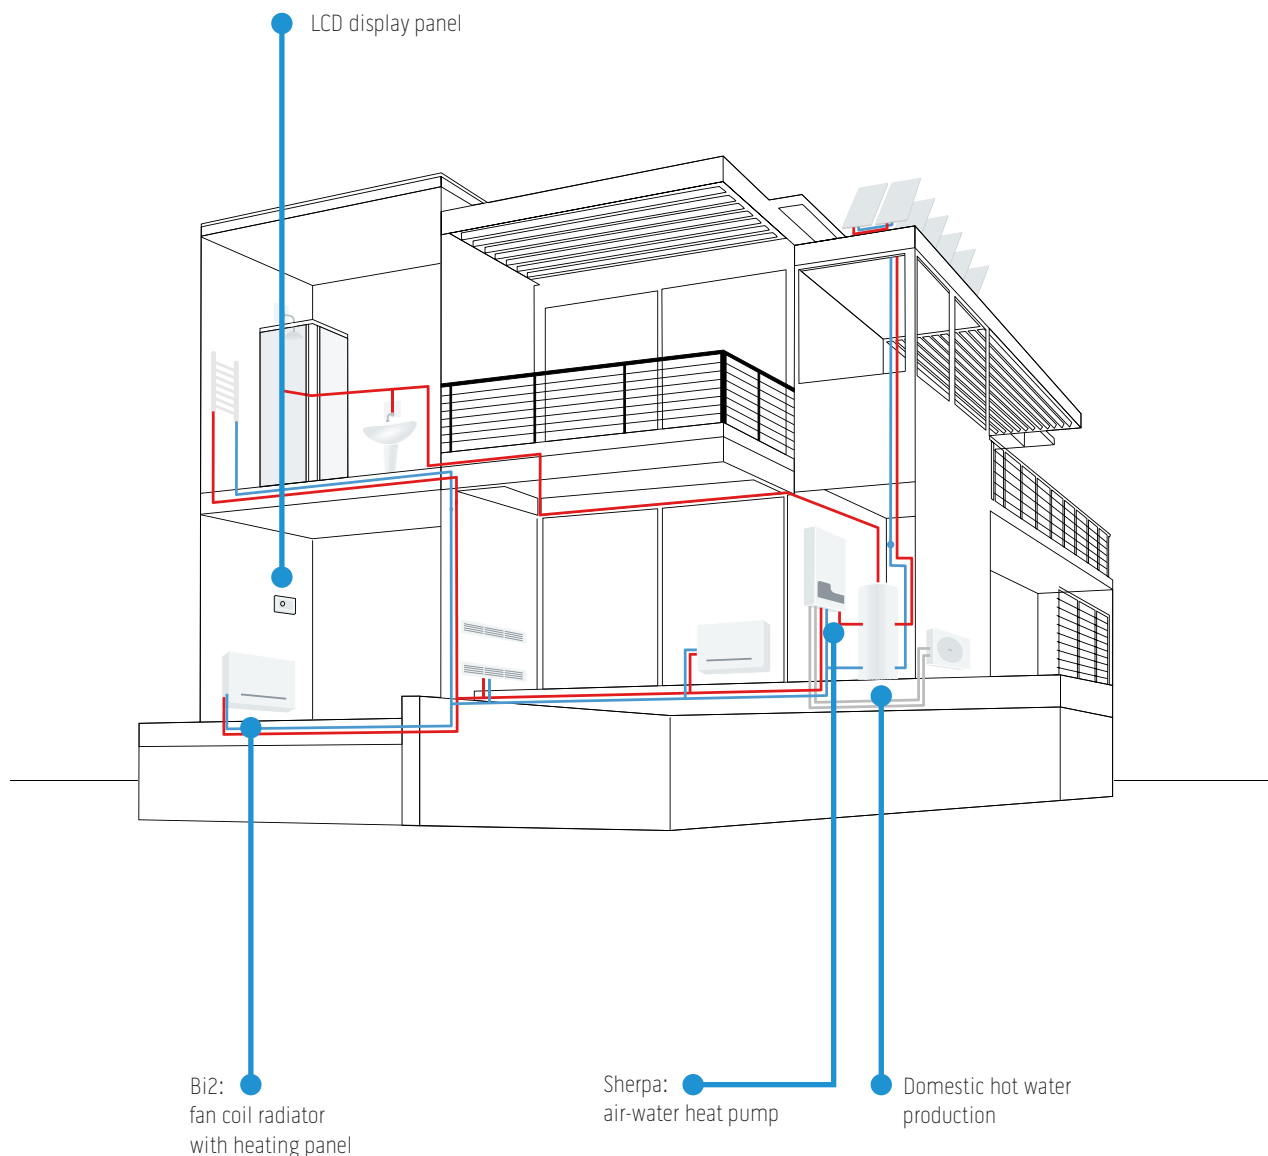 LCD display panel
Bi2:
fan coil radiator
with heating panel
Sherpa:
air-water heat pump
Domestic hot water
production